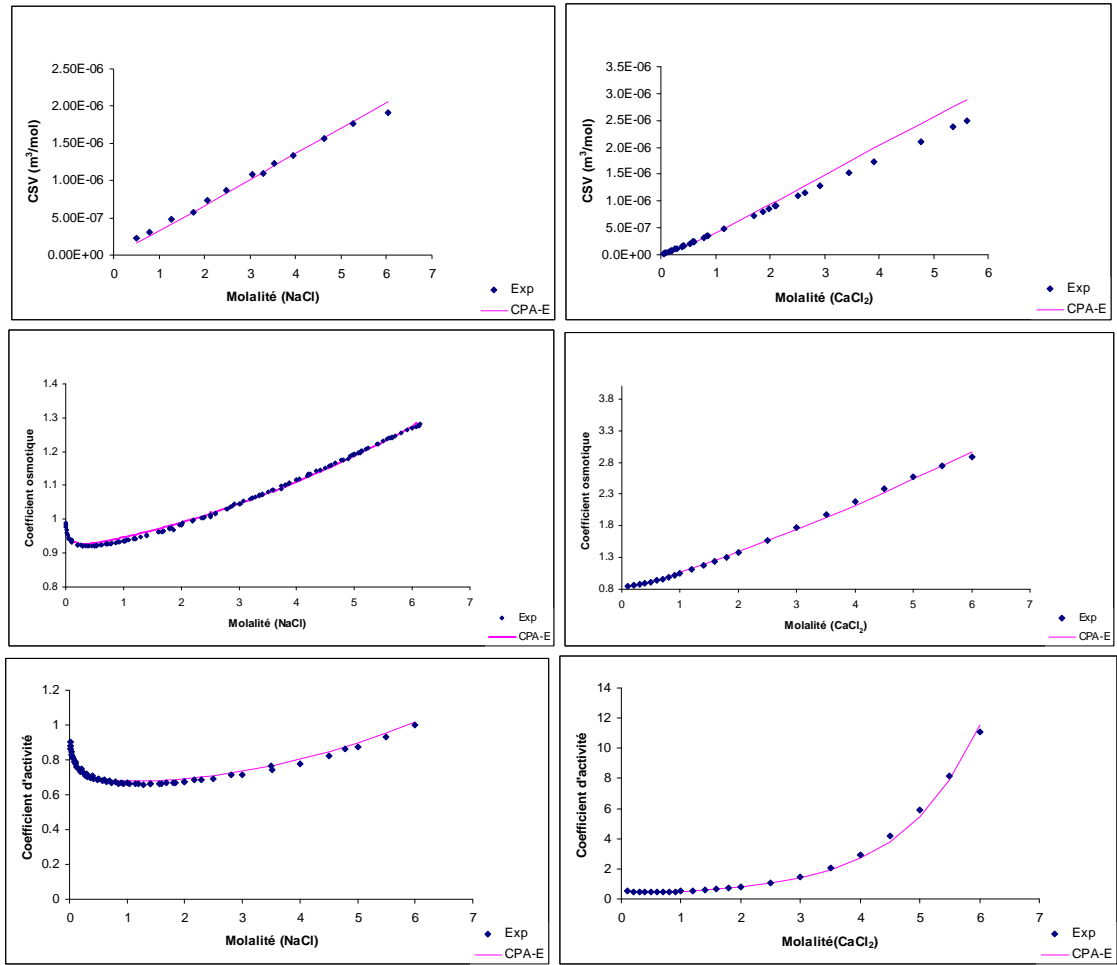 2.50E-06
2.00E-06
1.50E-06
1.00E-06
5.00E-07
0.00E+00
CSV (m³/mol)
0 1 2 3 4 5 6 7
Molalité (NaCl)
Exp
CPA-E
3.5E-06
3.0E-06
2.5E-06
2.0E-06
1.5E-06
1.0E-06
5.0E-07
0.0E+00
CSV (m³/mol)
0 1 2 3 4 5 6
Molalité (CaCl₂)
Exp
CPA-E
1.4
1.3
1.2
1.1
1
0.9
0.8
Coefficient osmotique
0 1 2 3 4 5 6 7
Molalité (NaCl)
Exp
CPA-E
3.8
3.3
2.8
2.3
1.8
1.3
0.8
Coefficient osmotique
0 1 2 3 4 5 6 7
Molalité (CaCl₂)
Exp
CPA-E
1.2
1
0.8
0.6
0.4
0.2
0
Coefficient d'activité
0 1 2 3 4 5 6 7
Molalité (NaCl)
Exp
CPA-E
14
12
10
8
6
4
2
0
Coefficient d'activité
0 1 2 3 4 5 6 7
Molalité(CaCl₂)
Exp
CPA-E